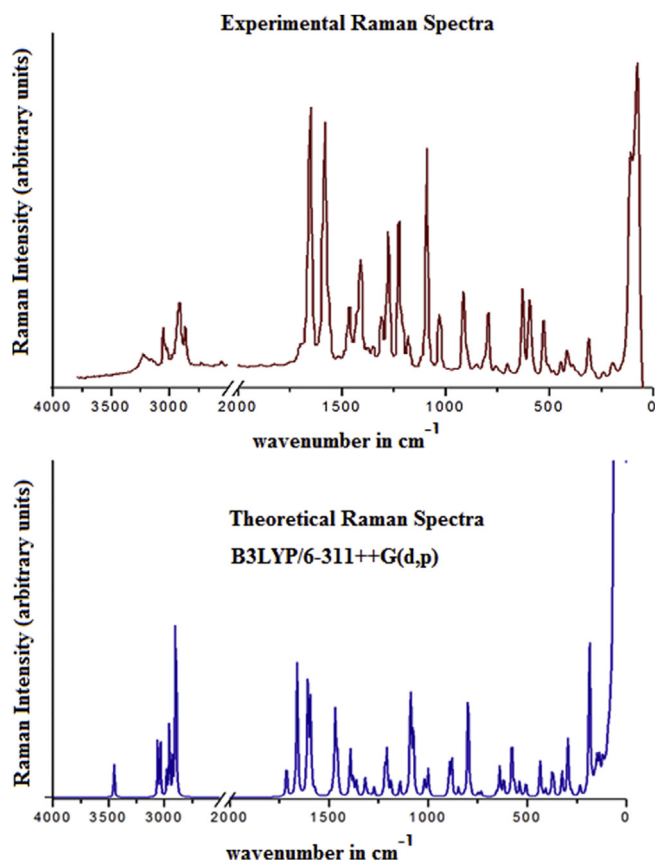 Experimental Raman Spectra
Raman Intensity (arbitrary units)
4000 3500 3000 2000 1500 1000 500 0
wavenumber in cm⁻¹
Theoretical Raman Spectra
B3LYP/6-311++G(d,p)
Raman Intensity (arbitrary units)
4000 3500 3000 2500 2000 1500 1000 500 0
wavenumber in cm⁻¹